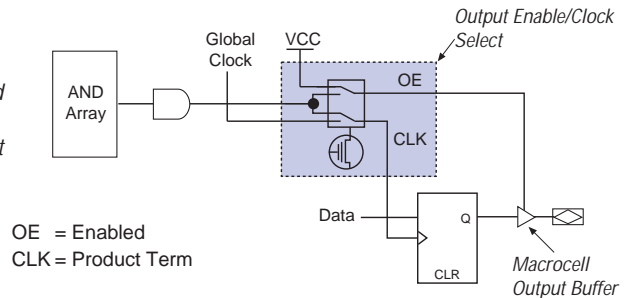 Output Enable/Clock
Select
Global
Clock
VCC
AND
Array
OE
CLK
Data
Q
CLR
OE = Enabled
CLK = Product Term
Macrocell
Output Buffer